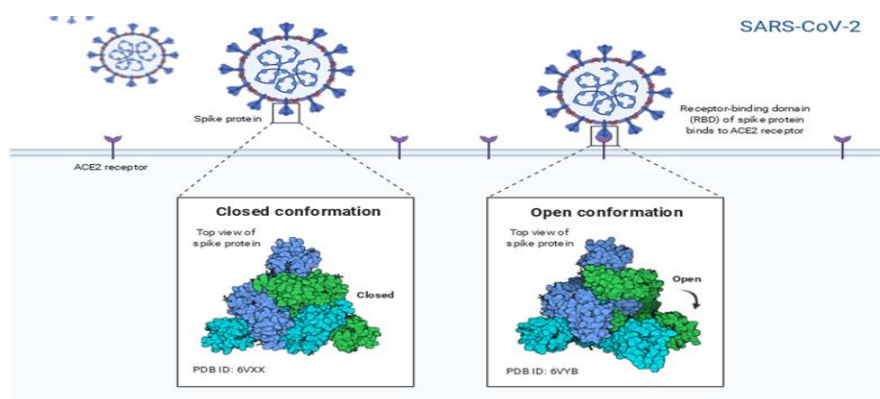 SARS-CoV-2
Spike protein
Receptor-binding domain
(RBD) of spike protein
binds to ACE2 receptor
ACE2 receptor
Closed conformation
Top view of
spike protein
Closed
PDB ID: 6VXX
Open conformation
Top view of
spike protein
Open
PDB ID: 6VYB